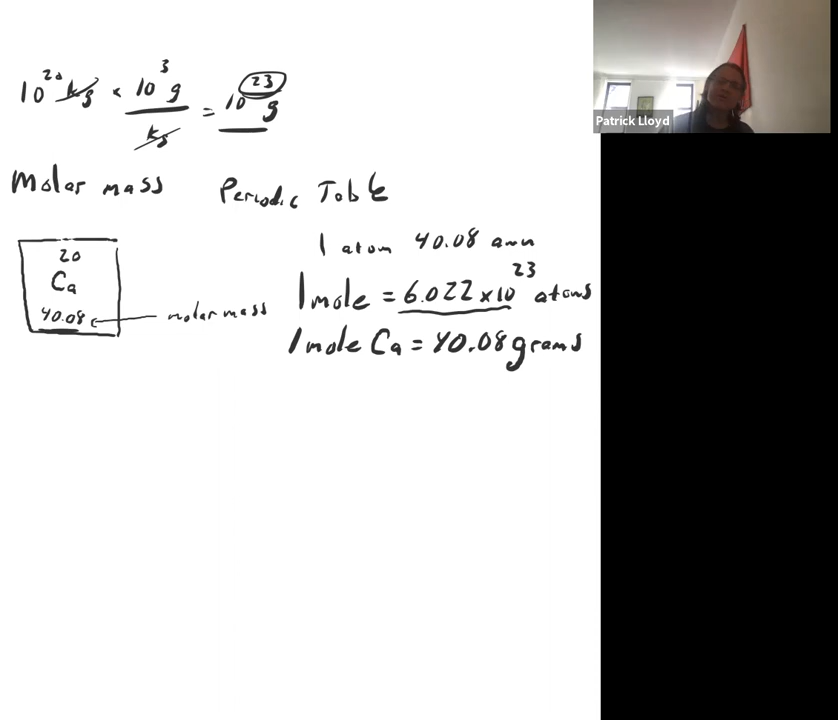 10^20 kg × 10^3 g / kg = 10^23 g
Patrick Lloyd
Molar mass Periodic Table
20
Ca
40.08 ← molar mass
1 atom 40.08 amu
1 mole = 6.022 × 10^23 atoms
1 mole Ca = 40.08 grams